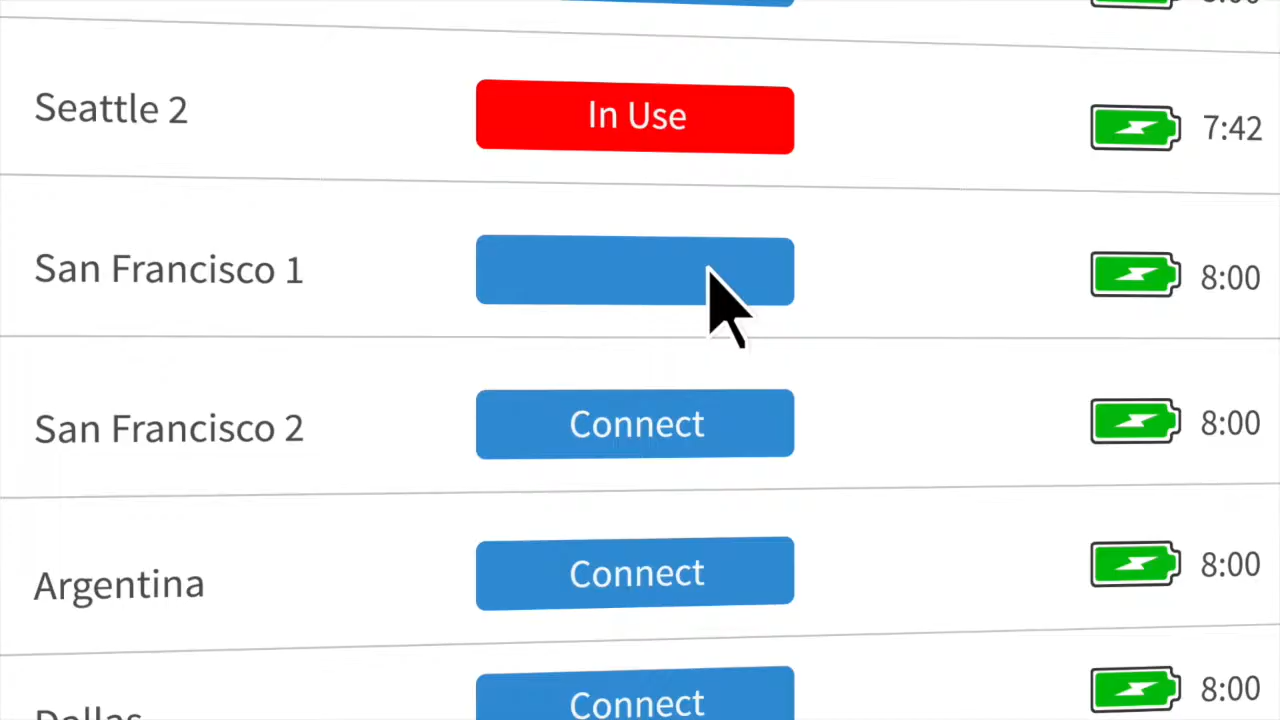 Seattle 2 In Use 7:42
San Francisco 1 8:00
San Francisco 2 Connect 8:00
Argentina Connect 8:00
Dallas Connect 8:00